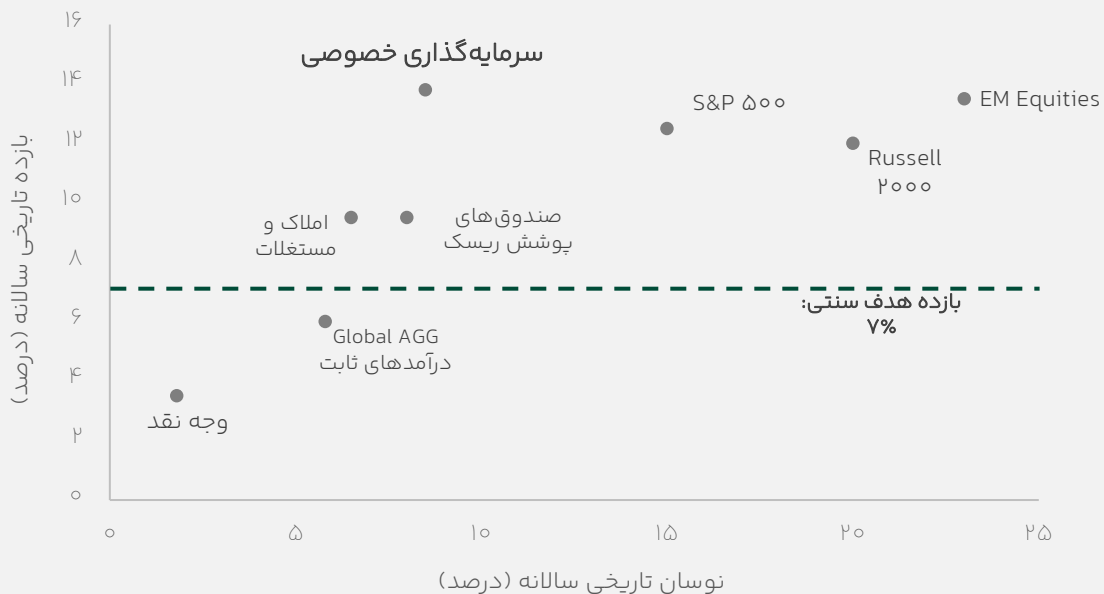 ۱۶
۱۴
۱۲
۱۰
۸
۶
۴
۲
۰
بازده تاریخی سالانه (درصد)
سرمایه‌گذاری خصوصی
S&P ۵۰۰
EM Equities
Russell
۲۰۰۰
املاک و
مستغلات
صندوق‌های
پوشش ریسک
بازده هدف سنتی:
۷%
Global AGG
درآمدهای ثابت
وجه نقد
۰
۵
۱۰
۱۵
۲۰
۲۵
نوسان تاریخی سالانه (درصد)